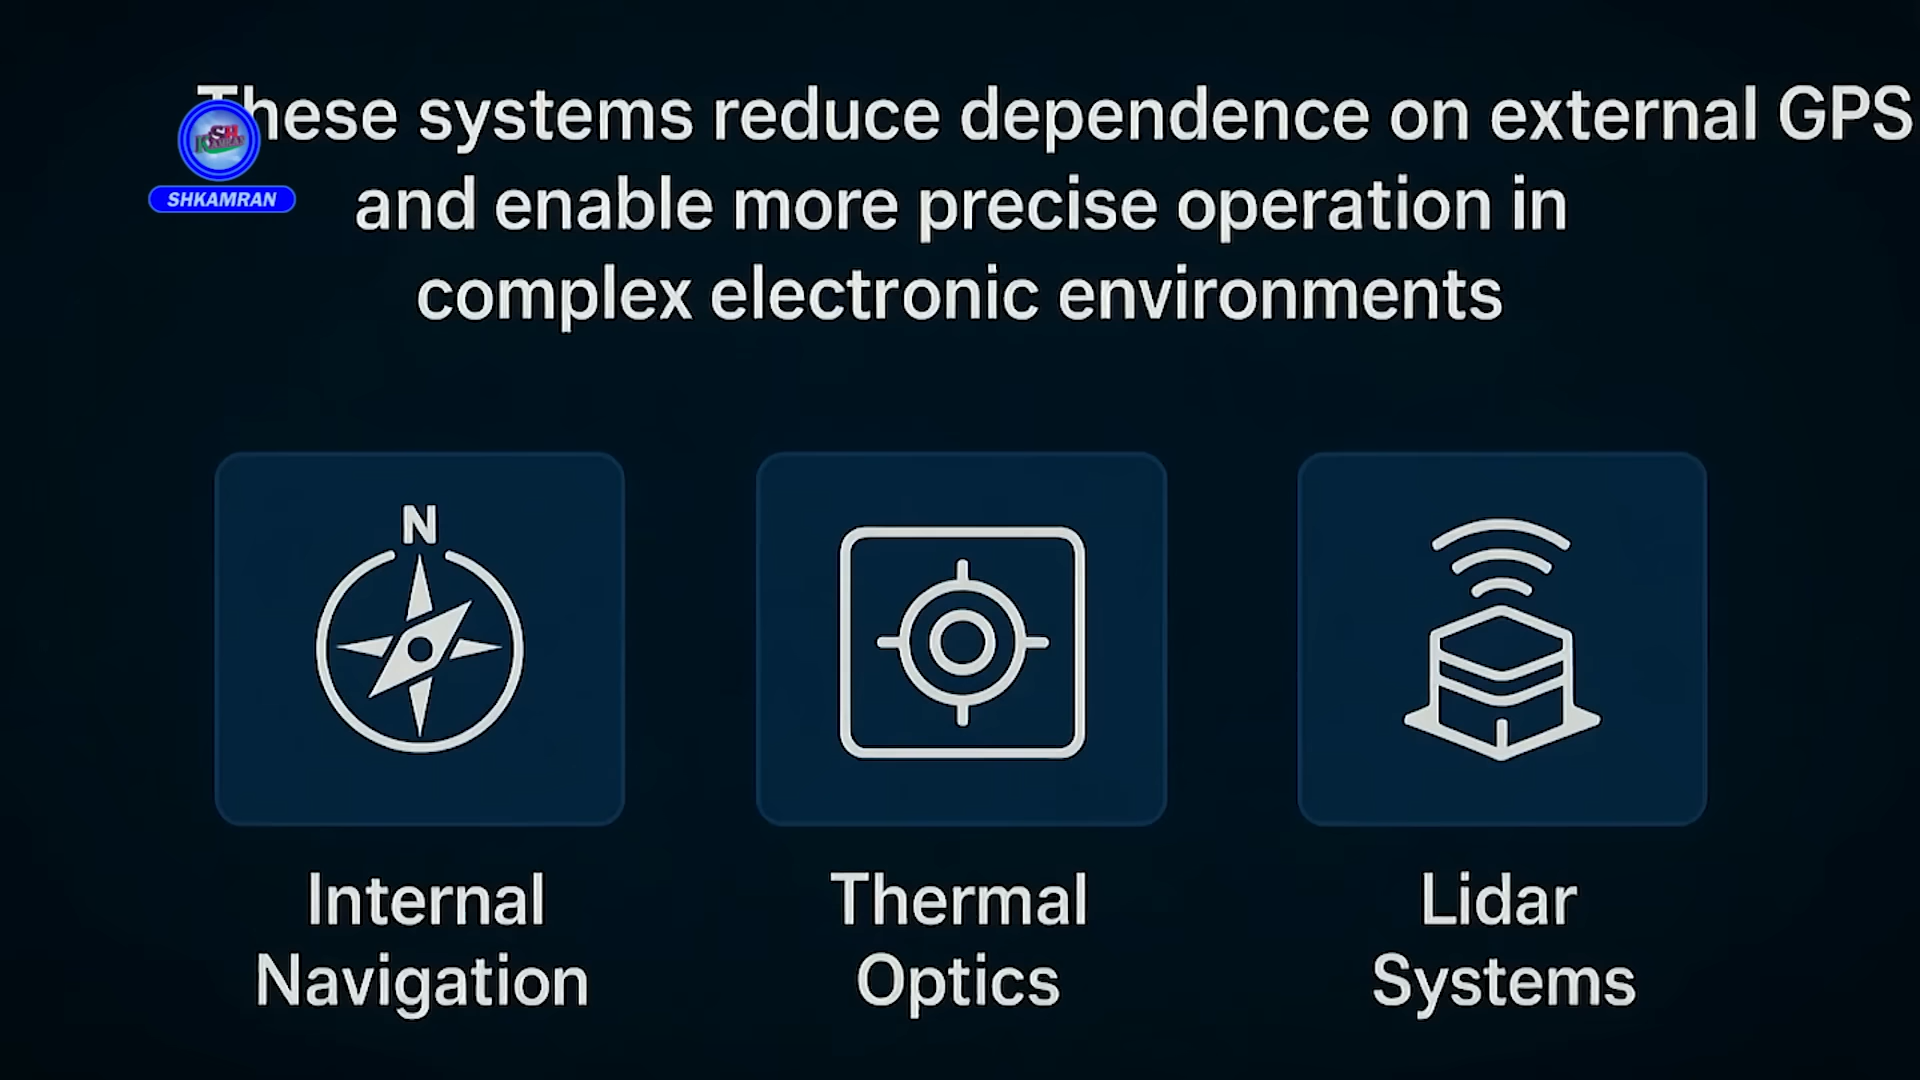 These systems reduce dependence on external GPS
and enable more precise operation in
complex electronic environments
SH
SHKAMRAN
N
Internal
Navigation
Thermal
Optics
Lidar
Systems